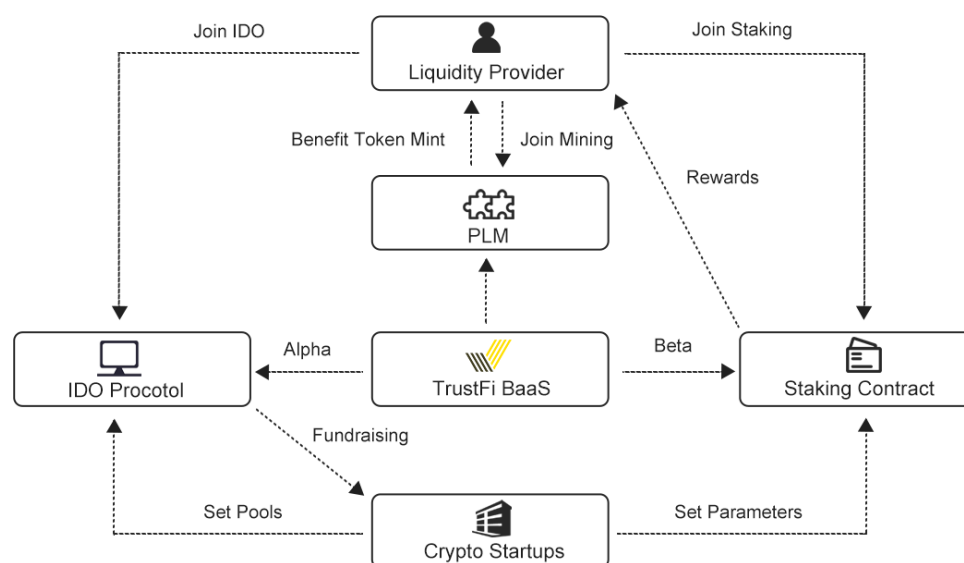 Join IDO
Join Staking
Liquidity Provider
Benefit Token Mint
Join Mining
Rewards
PLM
Alpha
Beta
IDO Procotol
TrustFi BaaS
Staking Contract
Fundraising
Set Pools
Set Parameters
Crypto Startups